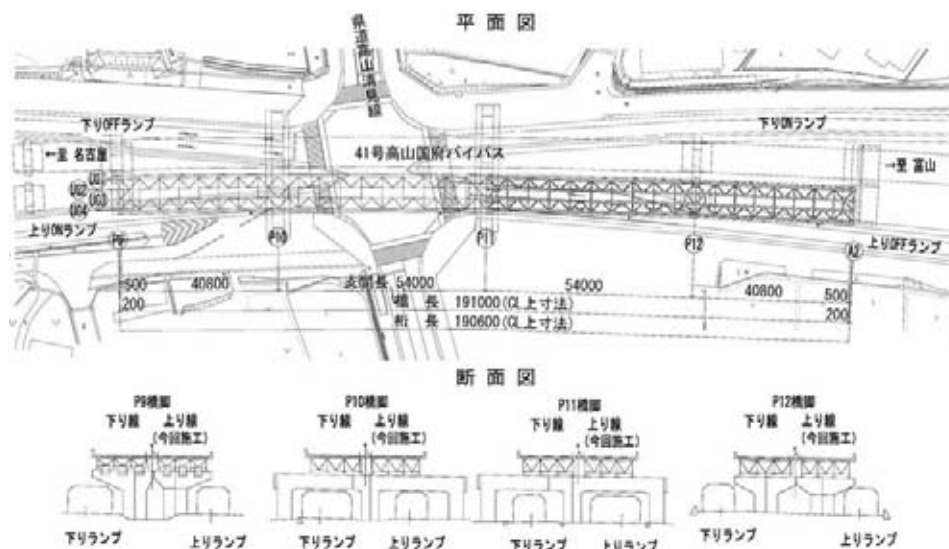 平面図
県道高山清見線
下りOFFランプ
下りONランプ
←至 名古屋
41号高山国府バイパス
→至 富山
UG1
UG2
UG3
UG4
上りONランプ
上りOFFランプ
P9
P10
P11
P12
A2
500 40800 支間長 54000 54000 40800 500
200 橋 長 191000(CL上寸法) 200
桁 長 190600(CL上寸法)
断面図
P9橋脚
下り線 上り線
(今回施工)
下りランプ 上りランプ
P10橋脚
下り線 上り線
(今回施工)
下りランプ 上りランプ
P11橋脚
下り線 上り線
(今回施工)
下りランプ 上りランプ
P12橋脚
下り線 上り線
(今回施工)
下りランプ 上りランプ